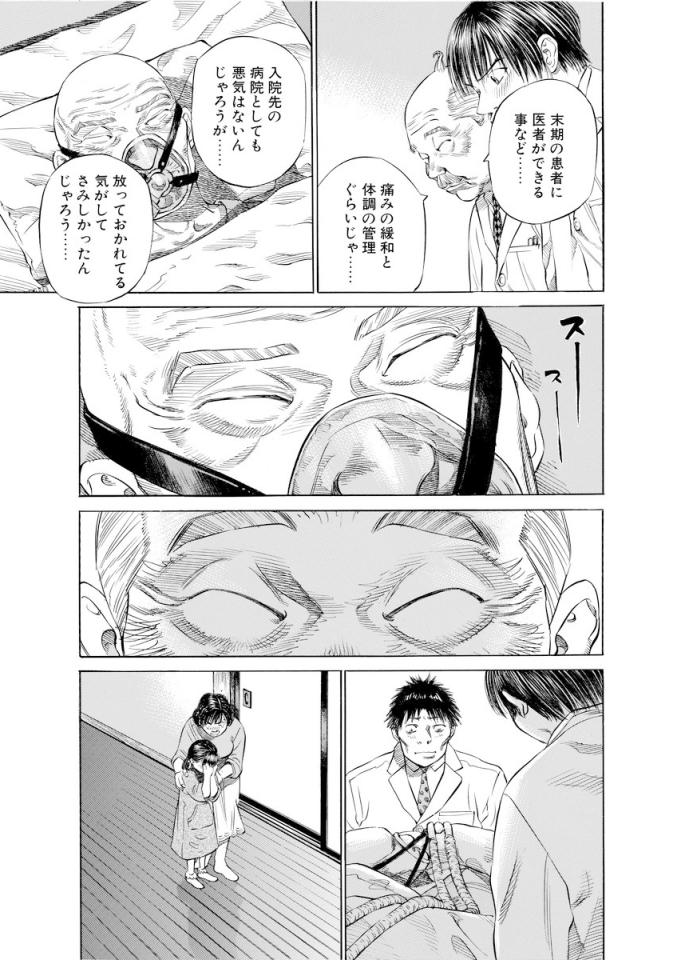 末期の患者に
医者ができる
事など……
痛みの緩和と
体調の管理
ぐらいじゃ……
入院先の
病院としても
悪気はないん
じゃろうが……
放っておかれてる
気がして
さみしかったん
じゃろう……
スー
スー